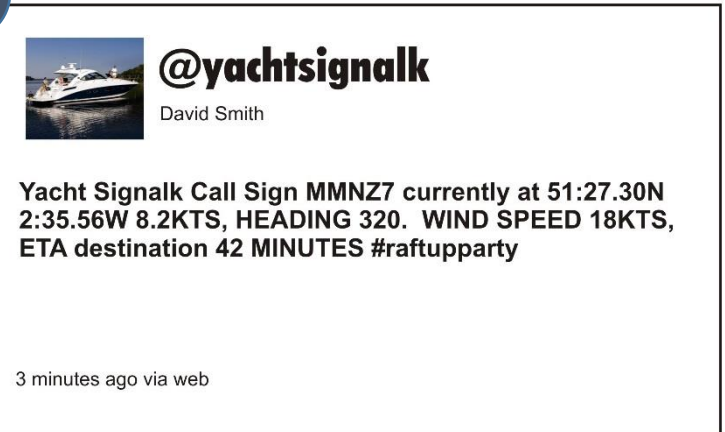 @yachtsignalk
David Smith
Yacht Signalk Call Sign MMNZ7 currently at 51:27.30N
2:35.56W 8.2KTS, HEADING 320.  WIND SPEED 18KTS,
ETA destination 42 MINUTES #raftupparty
3 minutes ago via web